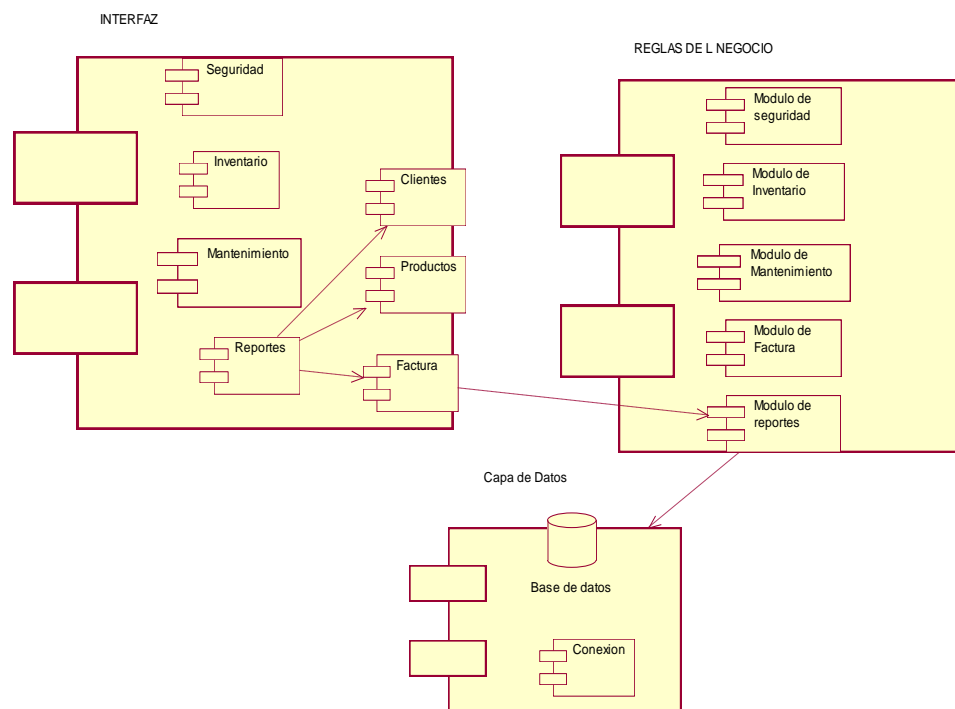 INTERFAZ
Seguridad
Inventario
Clientes
Mantenimiento
Productos
Reportes
Factura
REGLAS DE L NEGOCIO
Modulo de
seguridad
Modulo de
Inventario
Modulo de
Mantenimiento
Modulo de
Factura
Modulo de
reportes
Capa de Datos
Base de datos
Conexion